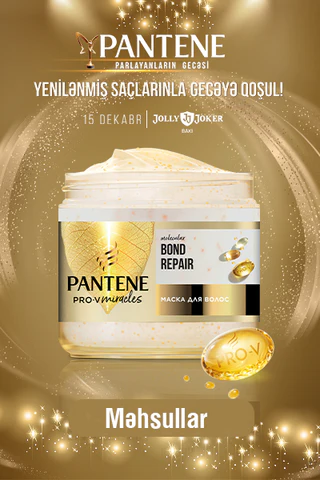 PANTENE
PARLAYANLARIN GECƏSİ
YENİLƏNMİŞ SAÇLARINLA GECƏYƏ QOŞUL!
15 DEKABR | JOLLY JJ JOKER
BAKI
molecular
BOND
REPAIR
PANTENE
PRO-V miracles
МАСКА ДЛЯ ВОЛОС
PRO-V
Məhsullar